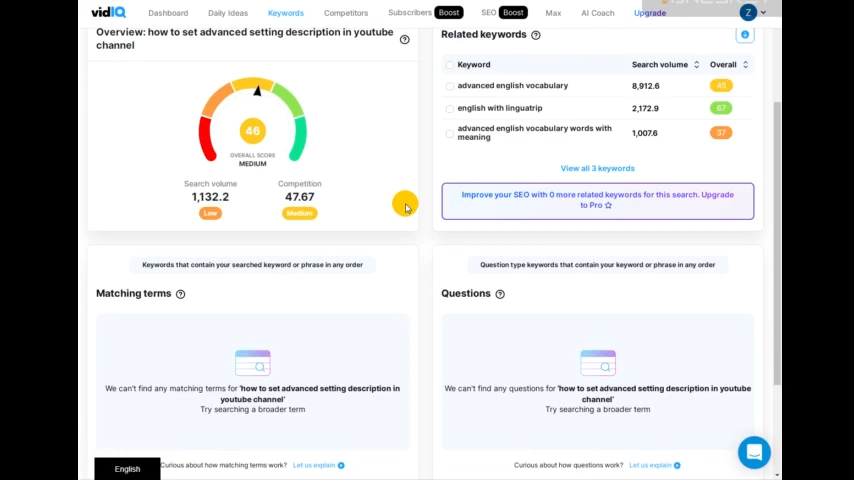 vidIQ Dashboard Daily Ideas Keywords Competitors Subscribers Boost SEO Boost Max AI Coach Upgrade Z
Overview: how to set advanced setting description in youtube
channel
46
OVERALL SCORE
MEDIUM
Search volume Competition
1,132.2 47.67
Low Medium
Related keywords
Keyword Search volume Overall
advanced english vocabulary 8,912.6 45
english with linguatrip 2,172.9 67
advanced english vocabulary words with
meaning 1,007.6 37
View all 3 keywords
Improve your SEO with 0 more related keywords for this search. Upgrade
to Pro
Keywords that contain your searched keyword or phrase in any order
Matching terms
We can't find any matching terms for 'how to set advanced setting description in
youtube channel'
Try searching a broader term
Curious about how matching terms work? Let us explain
Question type keywords that contain your keyword or phrase in any order
Questions
We can't find any questions for 'how to set advanced setting description in youtube
channel'
Try searching a broader term
Curious about how questions work? Let us explain
English